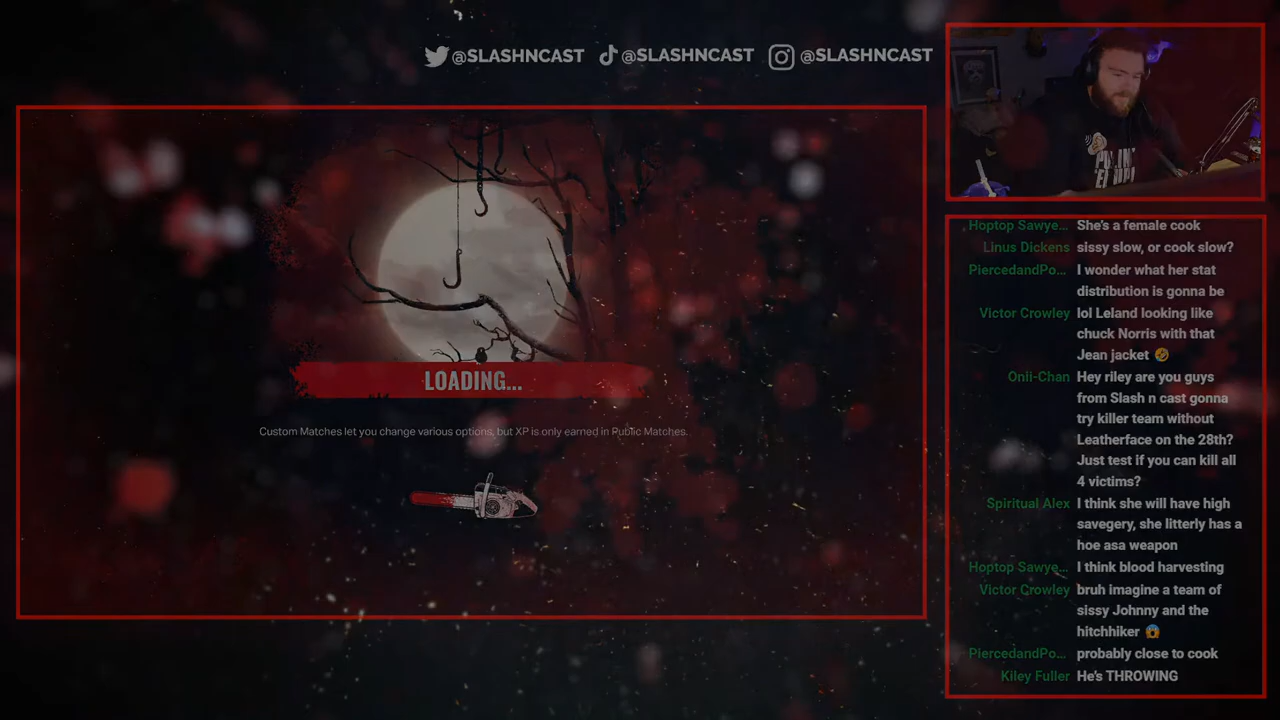 @SLASHNCAST @SLASHNCAST @SLASHNCAST
LOADING...
Custom Matches let you change various options, but XP is only earned in Public Matches.
Hoptop Sawye... She's a female cook
Linus Dickens sissy slow, or cook slow?
PiercedandPo... I wonder what her stat
distribution is gonna be
Victor Crowley lol Leland looking like
chuck Norris with that
Jean jacket 🤣
Onii-Chan Hey riley are you guys
from Slash n cast gonna
try killer team without
Leatherface on the 28th?
Just test if you can kill all
4 victims?
Spiritual Alex I think she will have high
savegery, she litterly has a
hoe asa weapon
Hoptop Sawye... I think blood harvesting
Victor Crowley bruh imagine a team of
sissy Johnny and the
hitchhiker 😱
PiercedandPo... probably close to cook
Kiley Fuller He's THROWING